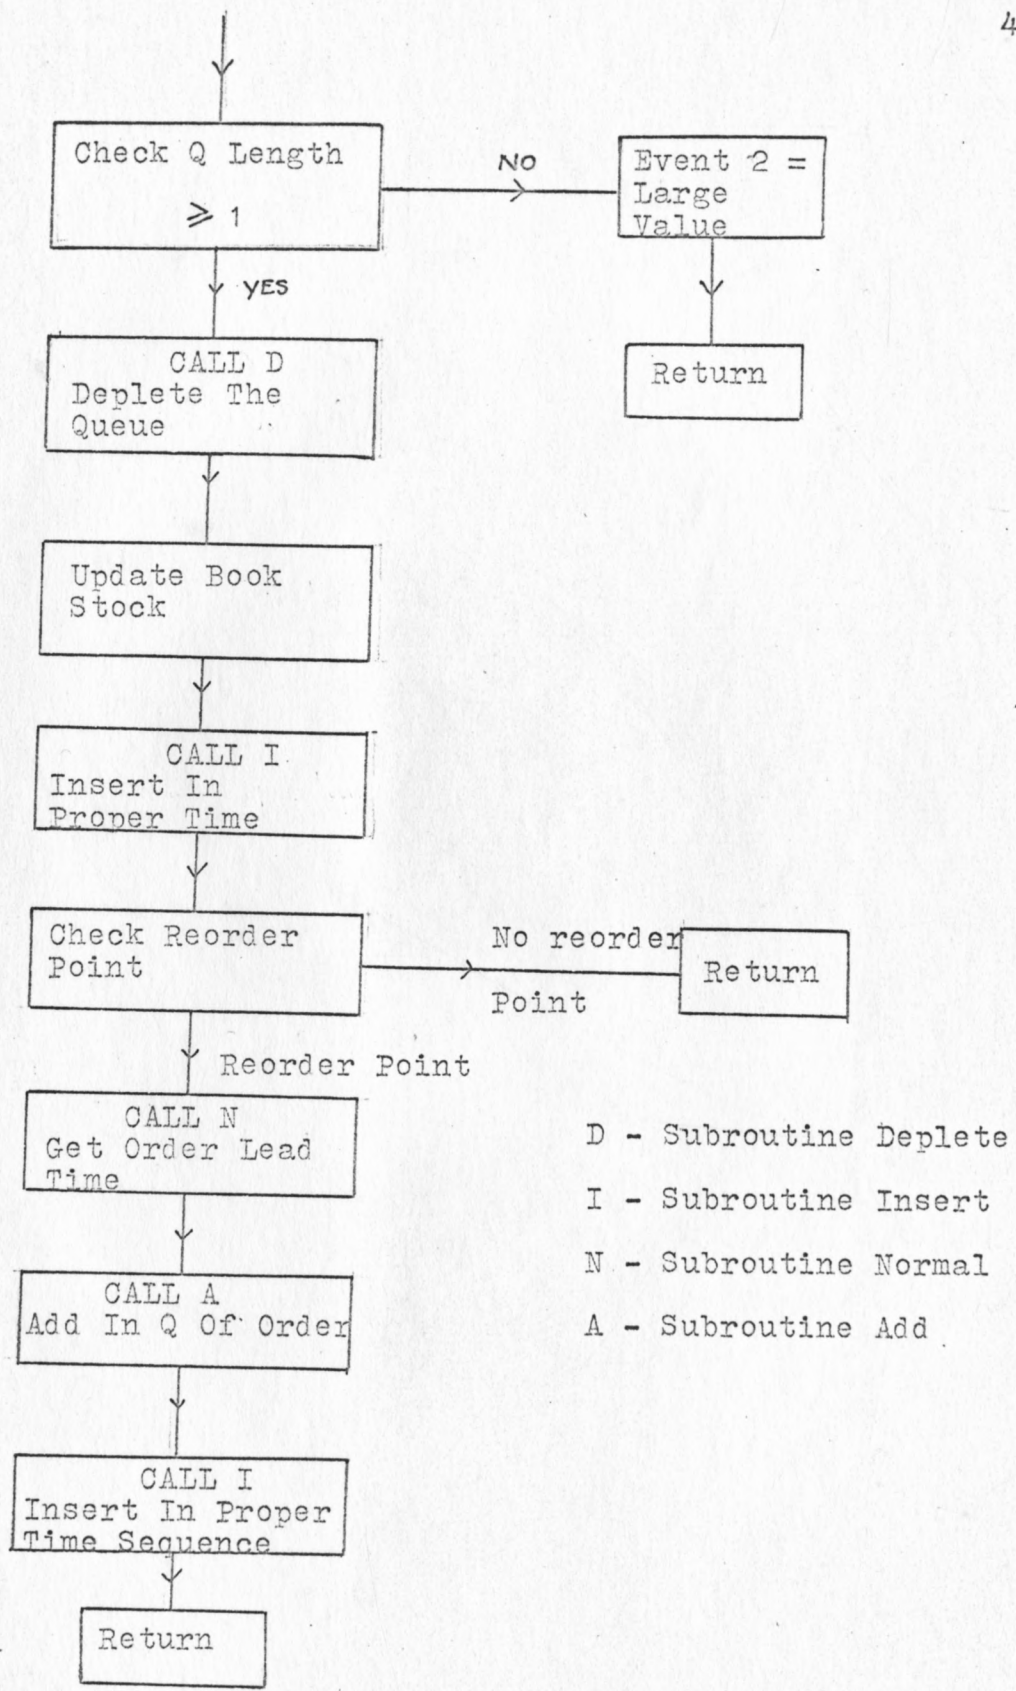 4
Check Q Length
⩾ 1
NO
Event 2 =
Large
Value
YES
Return
CALL D
Deplete The
Queue
Update Book
Stock
CALL I
Insert In
Proper Time
Check Reorder
Point
No reorder
Point
Return
Reorder Point
CALL N
Get Order Lead
Time
D - Subroutine Deplete
I - Subroutine Insert
N - Subroutine Normal
A - Subroutine Add
CALL A
Add In Q Of Order
CALL I
Insert In Proper
Time Sequence
Return